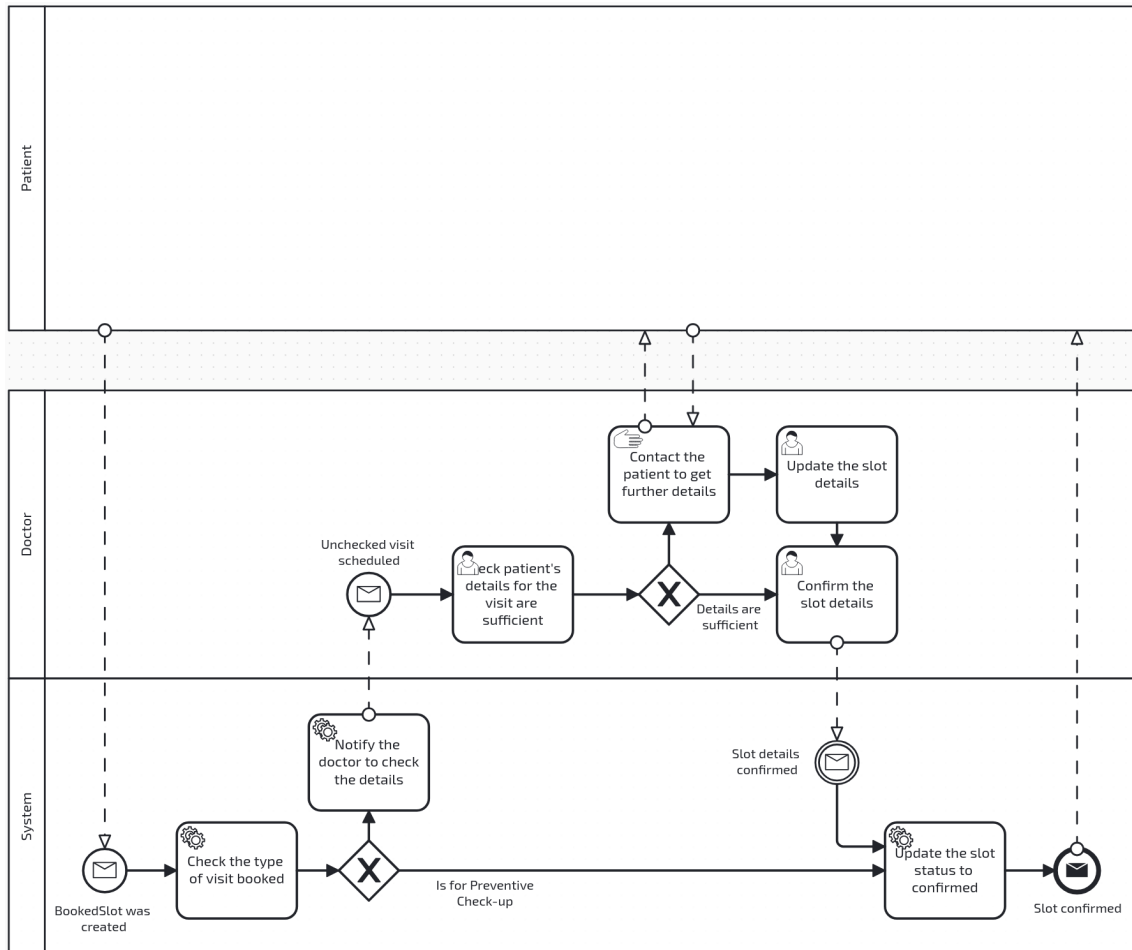 Patient
Doctor
Contact the
patient to get
further details
Update the slot
details
Unchecked visit
scheduled
eck patient's
details for the
visit are
sufficient
Details are
sufficient
Confirm the
slot details
System
Notify the
doctor to check
the details
Slot details
confirmed
Check the type
of visit booked
Is for Preventive
Check-up
Update the slot
status to
confirmed
BookedSlot was
created
Slot confirmed